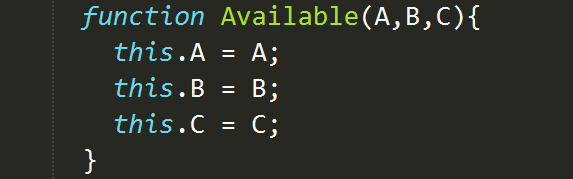 function Available(A,B,C){
this.A = A;
this.B = B;
this.C = C;
}